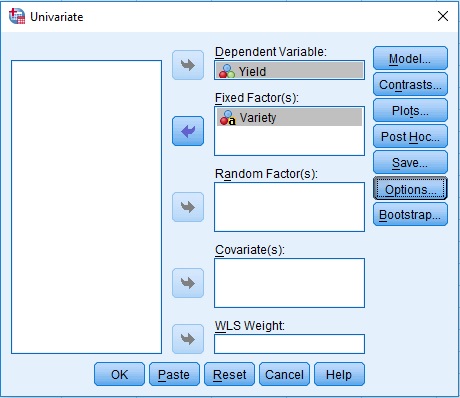 Univariate
Dependent Variable:
Yield
Fixed Factor(s):
a Variety
Random Factor(s):
Covariate(s):
WLS Weight:
Model...
Contrasts...
Plots...
Post Hoc...
Save...
Options...
Bootstrap...
OK Paste Reset Cancel Help